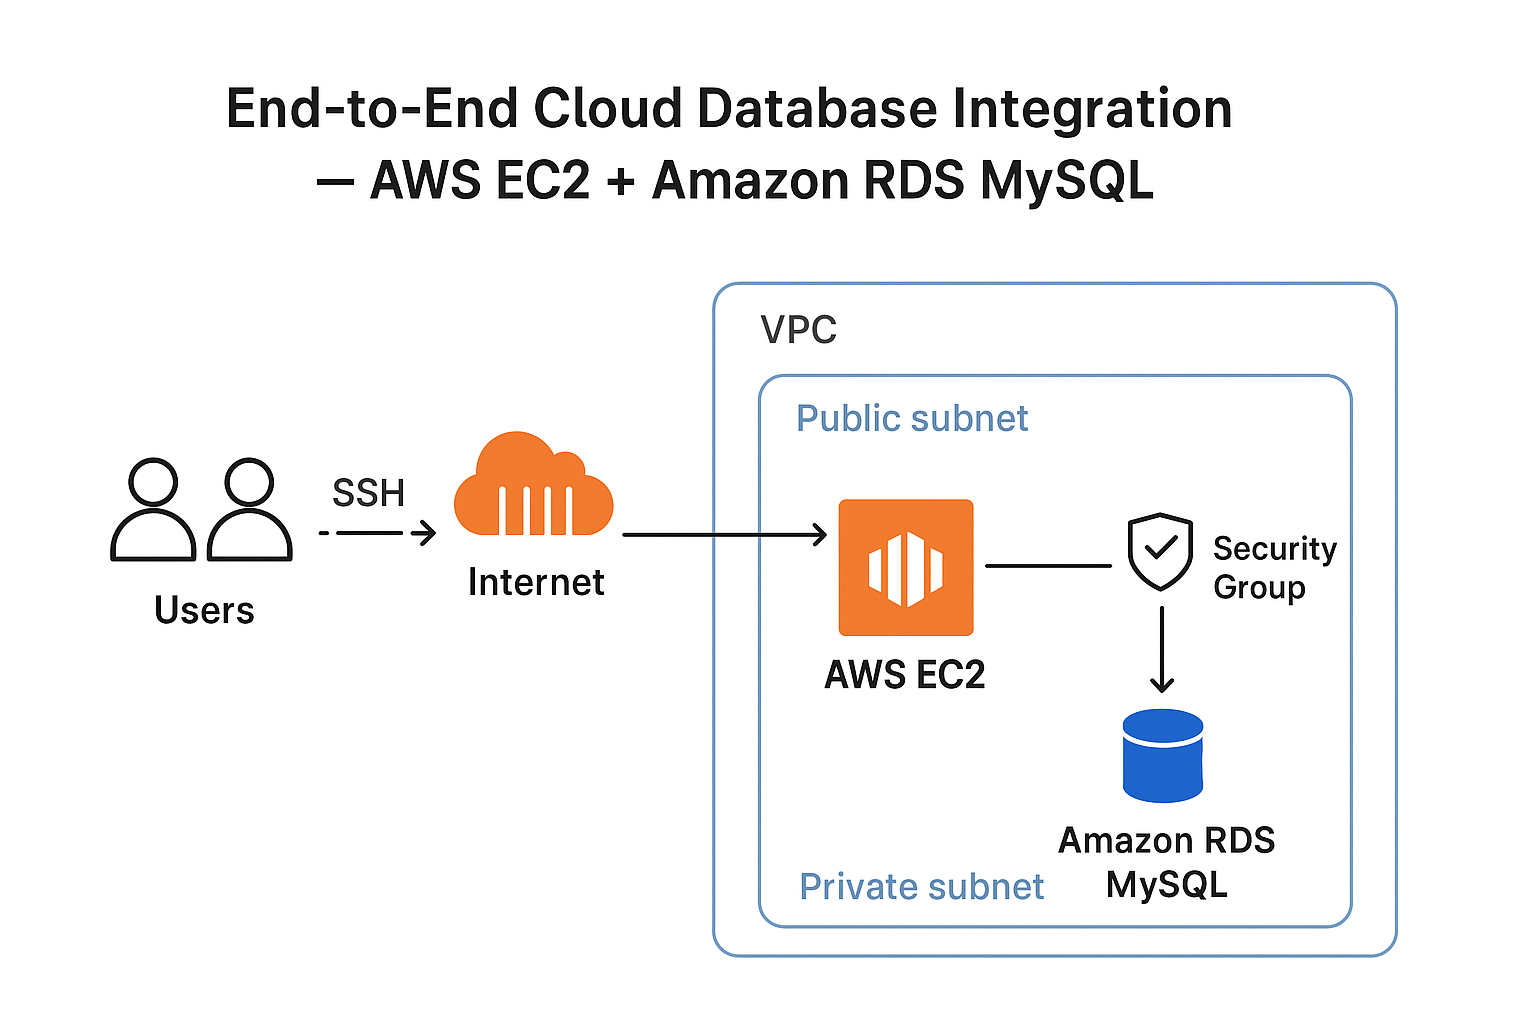 End-to-End Cloud Database Integration
— AWS EC2 + Amazon RDS MySQL
VPC
Public subnet
SSH
Users
Internet
AWS EC2
Security
Group
Amazon RDS
MySQL
Private subnet